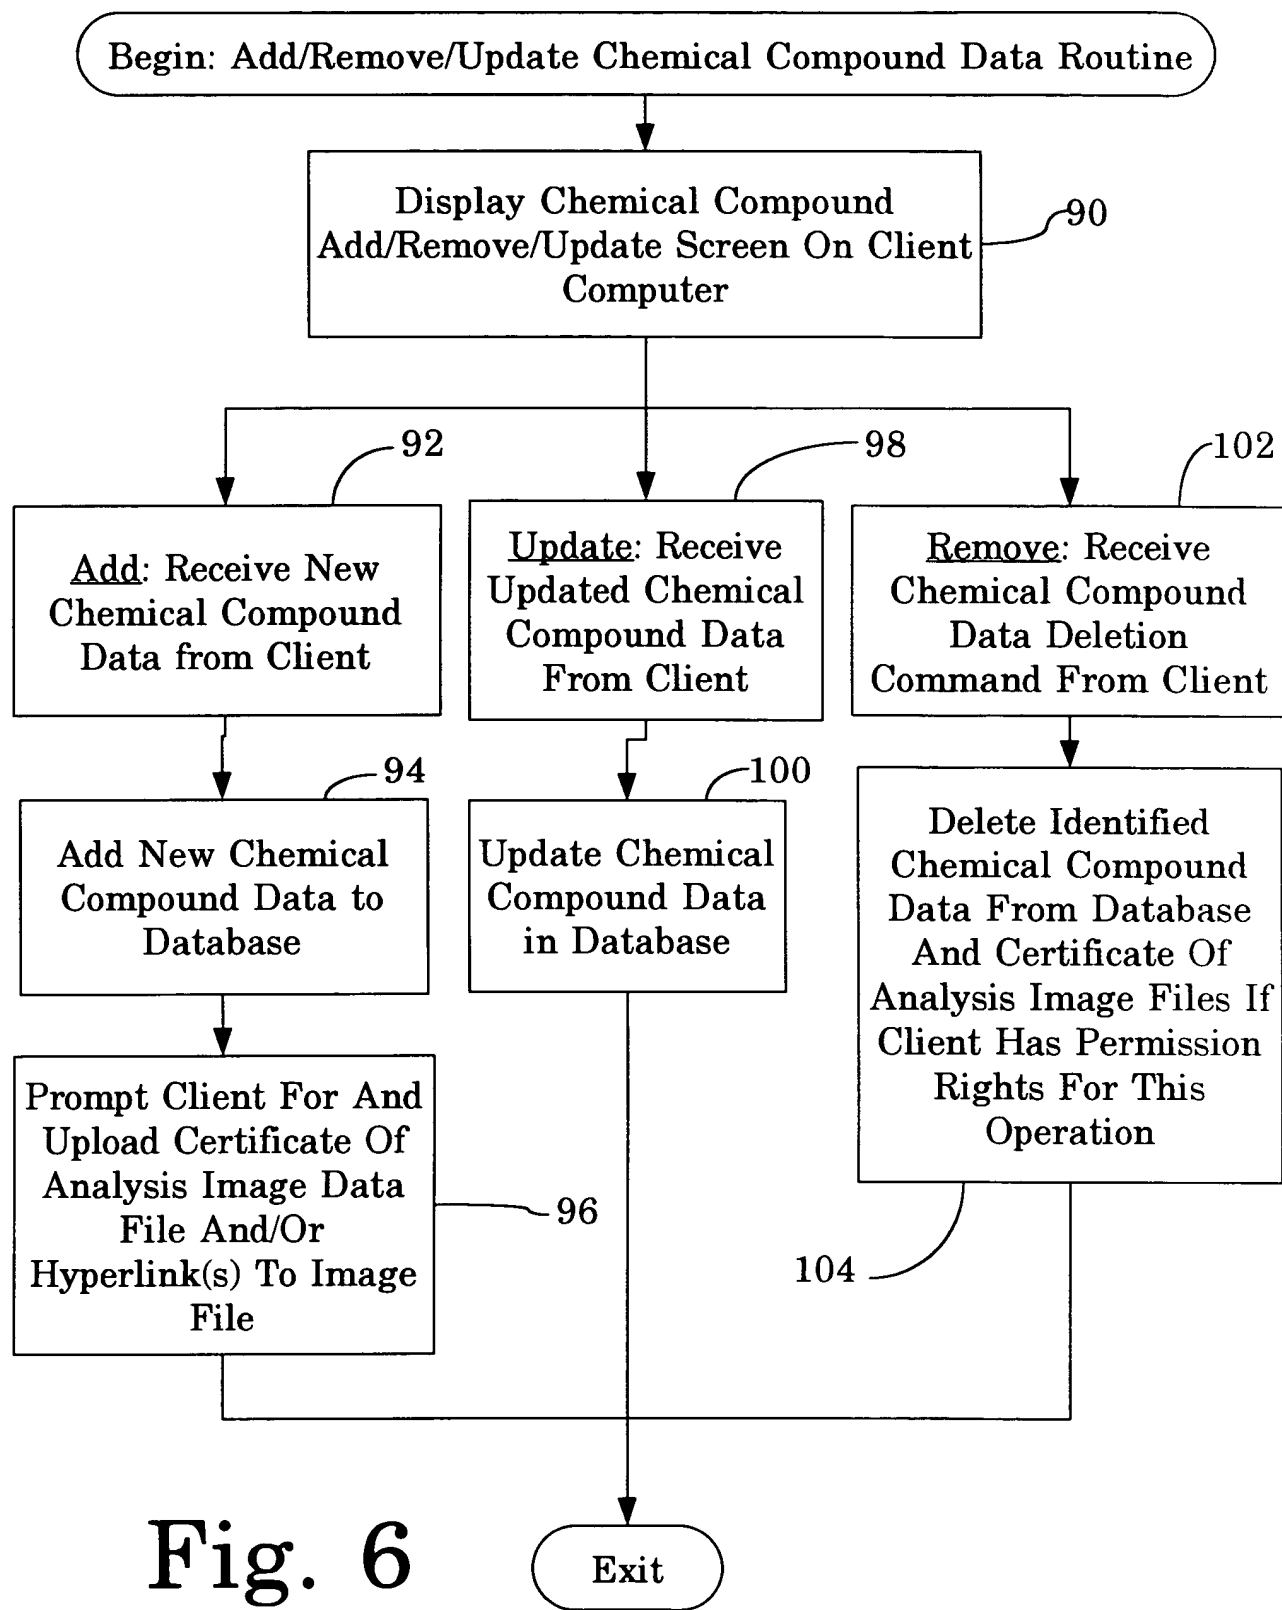 Begin: Add/Remove/Update Chemical Compound Data Routine
Display Chemical Compound
Add/Remove/Update Screen On Client
Computer
90
92
98
102
Add: Receive New
Chemical Compound
Data from Client
Update: Receive
Updated Chemical
Compound Data
From Client
Remove: Receive
Chemical Compound
Data Deletion
Command From Client
94
100
Add New Chemical
Compound Data to
Database
Update Chemical
Compound Data
in Database
Delete Identified
Chemical Compound
Data From Database
And Certificate Of
Analysis Image Files If
Client Has Permission
Rights For This
Operation
Prompt Client For And
Upload Certificate Of
Analysis Image Data
File And/Or
Hyperlink(s) To Image
File
96
104
Fig. 6
Exit